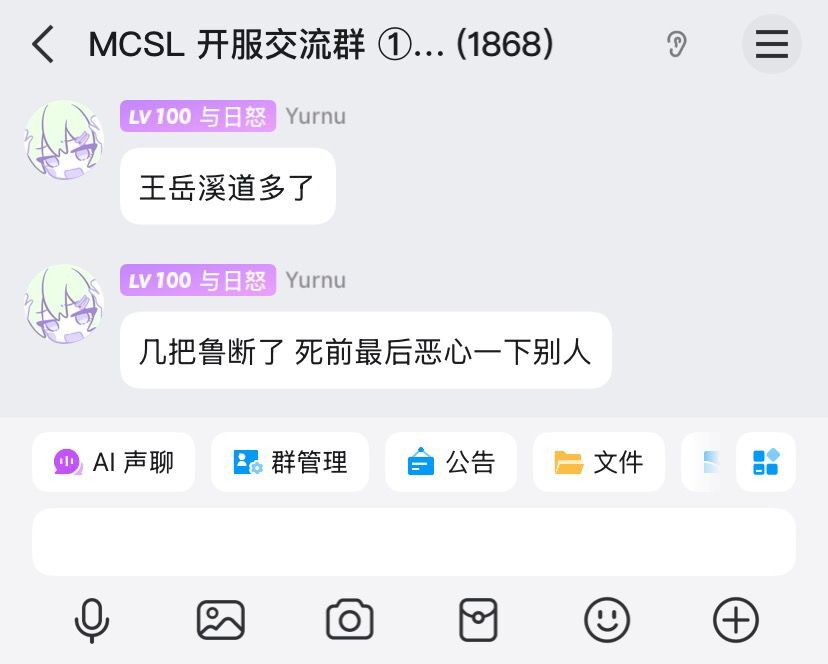 MCSL 开服交流群 ①... (1868)
LV 100 与日怒 Yurnu
王岳溪道多了
LV 100 与日怒 Yurnu
几把鲁断了 死前最后恶心一下别人
AI 声聊 群管理 公告 文件